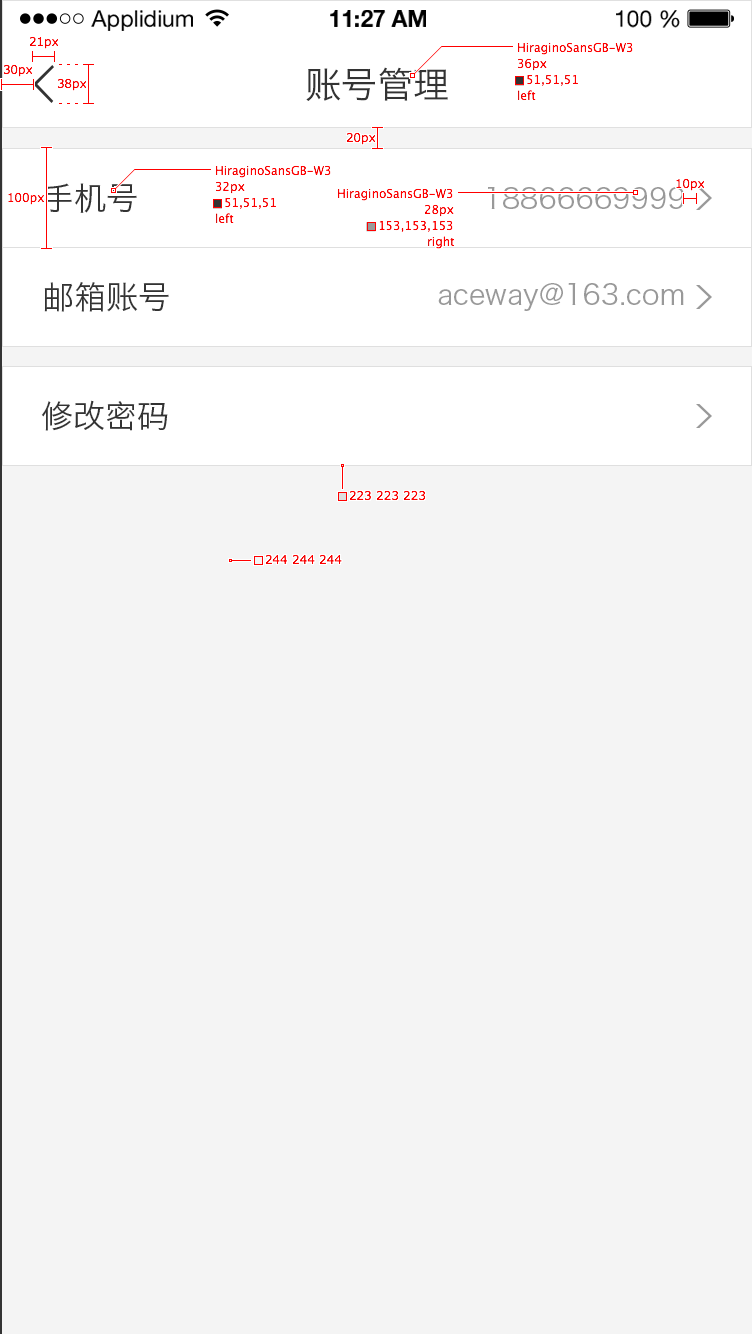 Applidium 11:27 AM 100 %
21px
30px
38px
账号管理
HiraginoSansGB-W3
36px
51,51,51
left
20px
100px
手机号
HiraginoSansGB-W3
32px
51,51,51
left
HiraginoSansGB-W3
28px
153,153,153
right
18866669999
10px
邮箱账号
aceway@163.com
修改密码
223 223 223
244 244 244